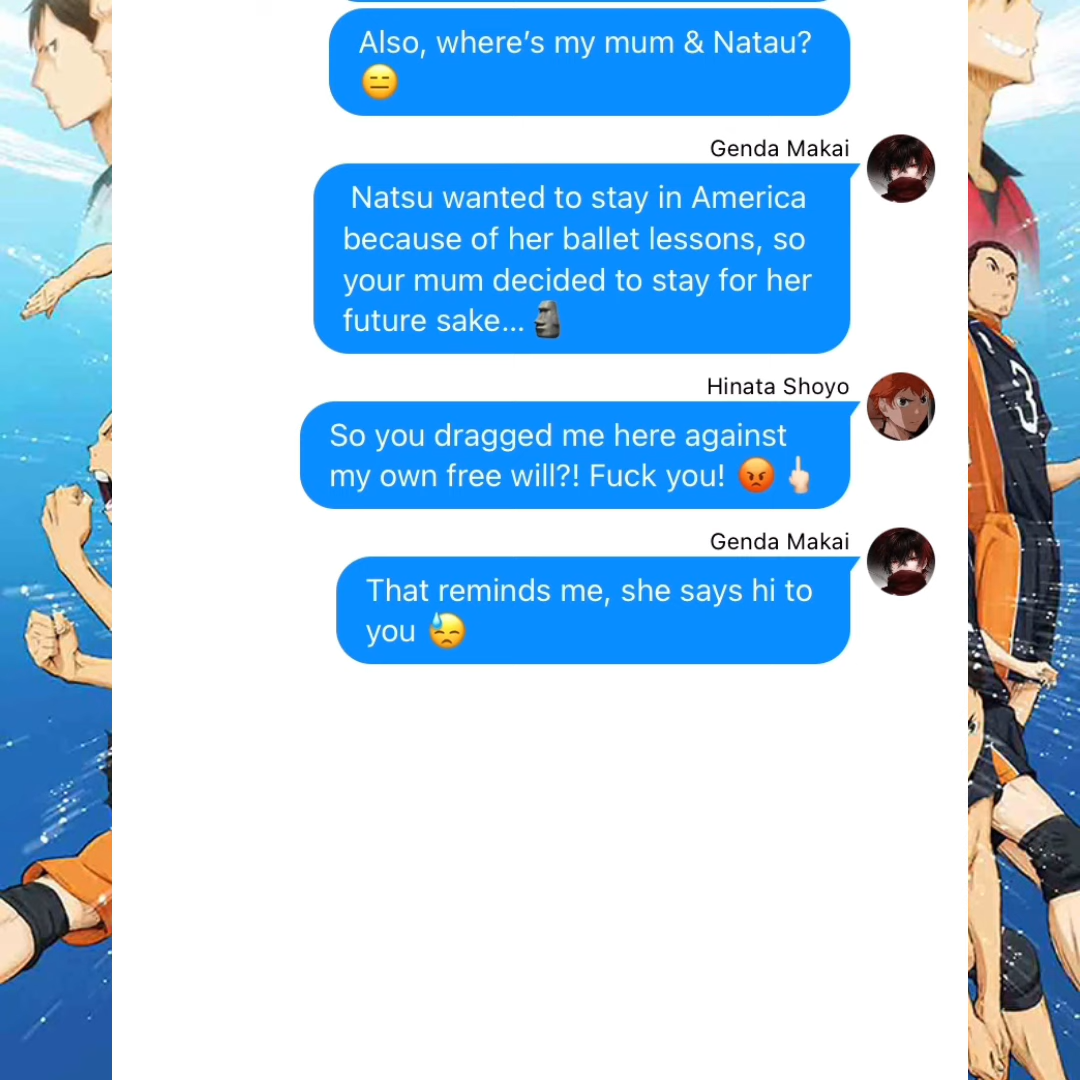 Also, where’s my mum & Natau?
😑
Genda Makai
Natsu wanted to stay in America
because of her ballet lessons, so
your mum decided to stay for her
future sake...🗿
Hinata Shoyo
So you dragged me here against
my own free will?! Fuck you! 😡🖕🏻
Genda Makai
That reminds me, she says hi to
you 😓
3